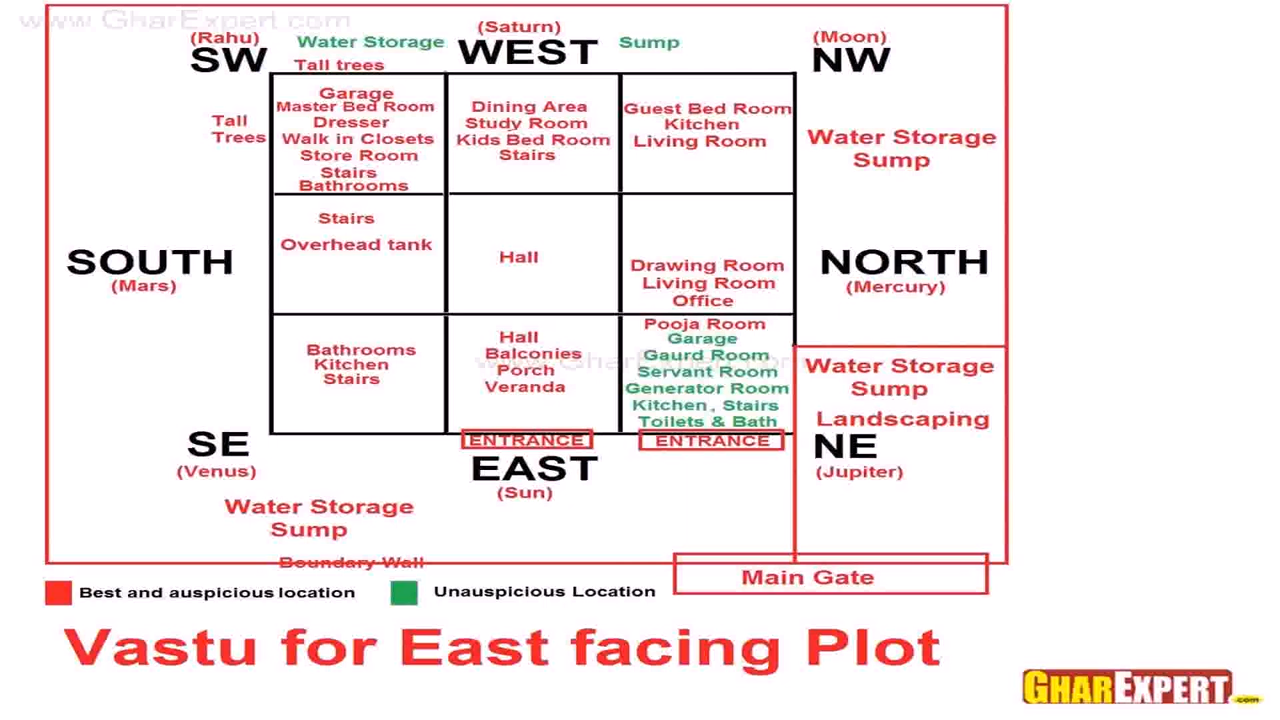 www.GharExpert.com
(Rahu)
SW
Water Storage
Tall trees
(Saturn)
WEST
Sump
(Moon)
NW
Tall
Trees
Garage
Master Bed Room
Dresser
Walk in Closets
Store Room
Stairs
Bathrooms
Dining Area
Study Room
Kids Bed Room
Stairs
Guest Bed Room
Kitchen
Living Room
Water Storage
Sump
SOUTH
(Mars)
Stairs
Overhead tank
Hall
Drawing Room
Living Room
Office
NORTH
(Mercury)
Bathrooms
Kitchen
Stairs
Hall
Balconies
Porch
Veranda
www.GharExpert.com
Pooja Room
Garage
Gaurd Room
Servant Room
Generator Room
Kitchen , Stairs
Toilets & Bath
Water Storage
Sump
Landscaping
NE
(Jupiter)
SE
(Venus)
ENTRANCE
ENTRANCE
EAST
(Sun)
Water Storage
Sump
Boundary Wall
Main Gate
Best and auspicious location
Unauspicious Location
Vastu for East facing Plot
GHAREXPERT.com